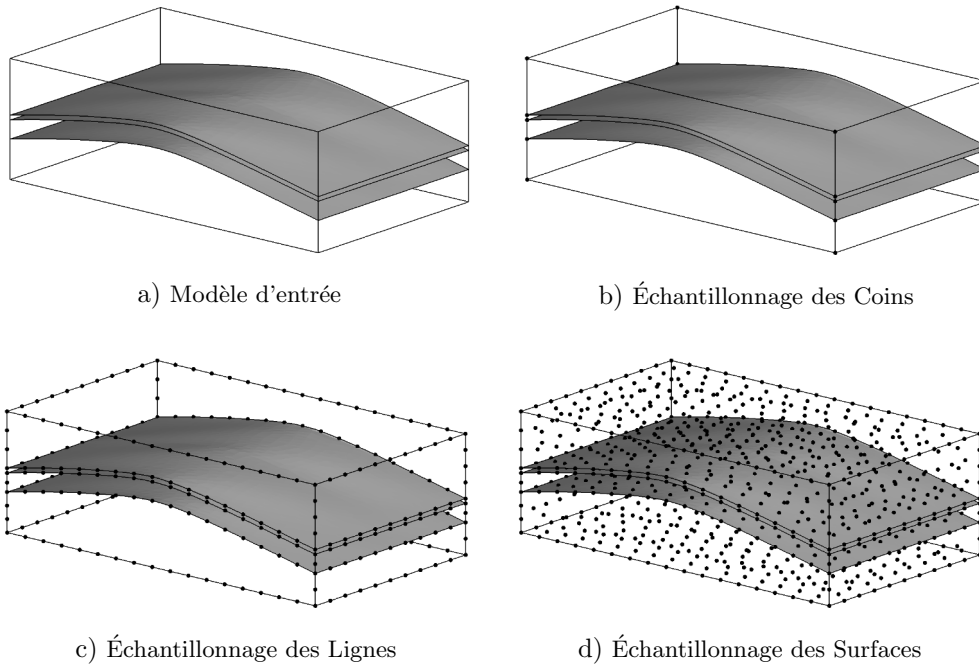 a) Modèle d'entrée
b) Échantillonnage des Coins
c) Échantillonnage des Lignes
d) Échantillonnage des Surfaces